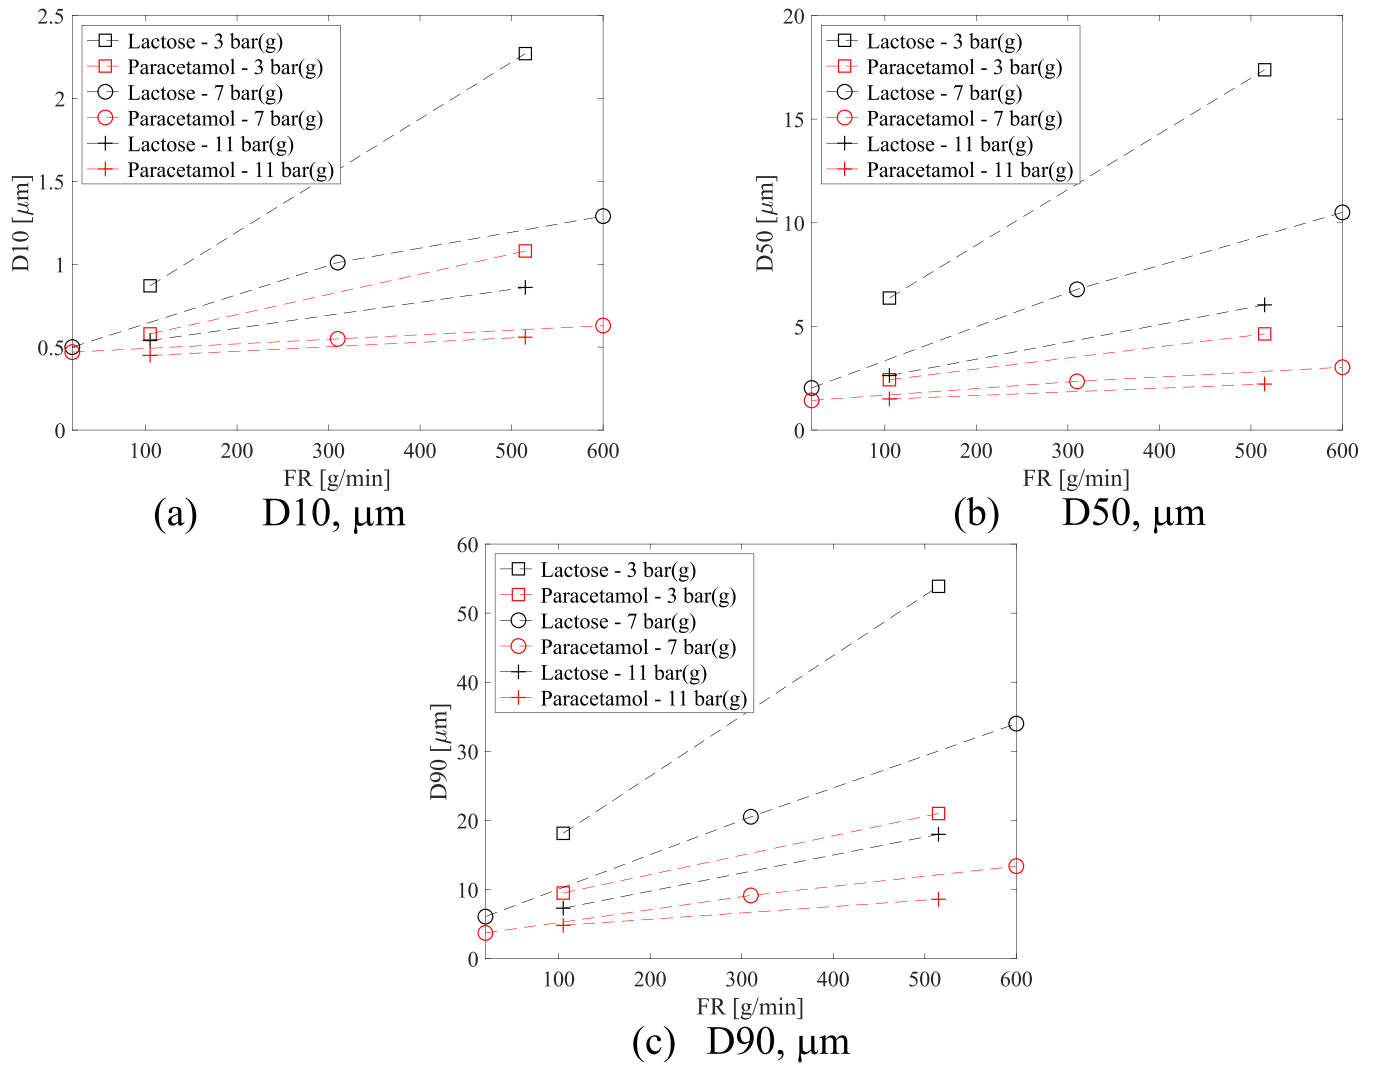 2.5
2
1.5
1
0.5
0
D10 [μm]
Lactose - 3 bar(g)
Paracetamol - 3 bar(g)
Lactose - 7 bar(g)
Paracetamol - 7 bar(g)
Lactose - 11 bar(g)
Paracetamol - 11 bar(g)
100 200 300 400 500 600
FR [g/min]
(a) D10, μm
20
15
10
5
0
D50 [μm]
Lactose - 3 bar(g)
Paracetamol - 3 bar(g)
Lactose - 7 bar(g)
Paracetamol - 7 bar(g)
Lactose - 11 bar(g)
Paracetamol - 11 bar(g)
100 200 300 400 500 600
FR [g/min]
(b) D50, μm
60
50
40
30
20
10
0
D90 [μm]
Lactose - 3 bar(g)
Paracetamol - 3 bar(g)
Lactose - 7 bar(g)
Paracetamol - 7 bar(g)
Lactose - 11 bar(g)
Paracetamol - 11 bar(g)
100 200 300 400 500 600
FR [g/min]
(c) D90, μm